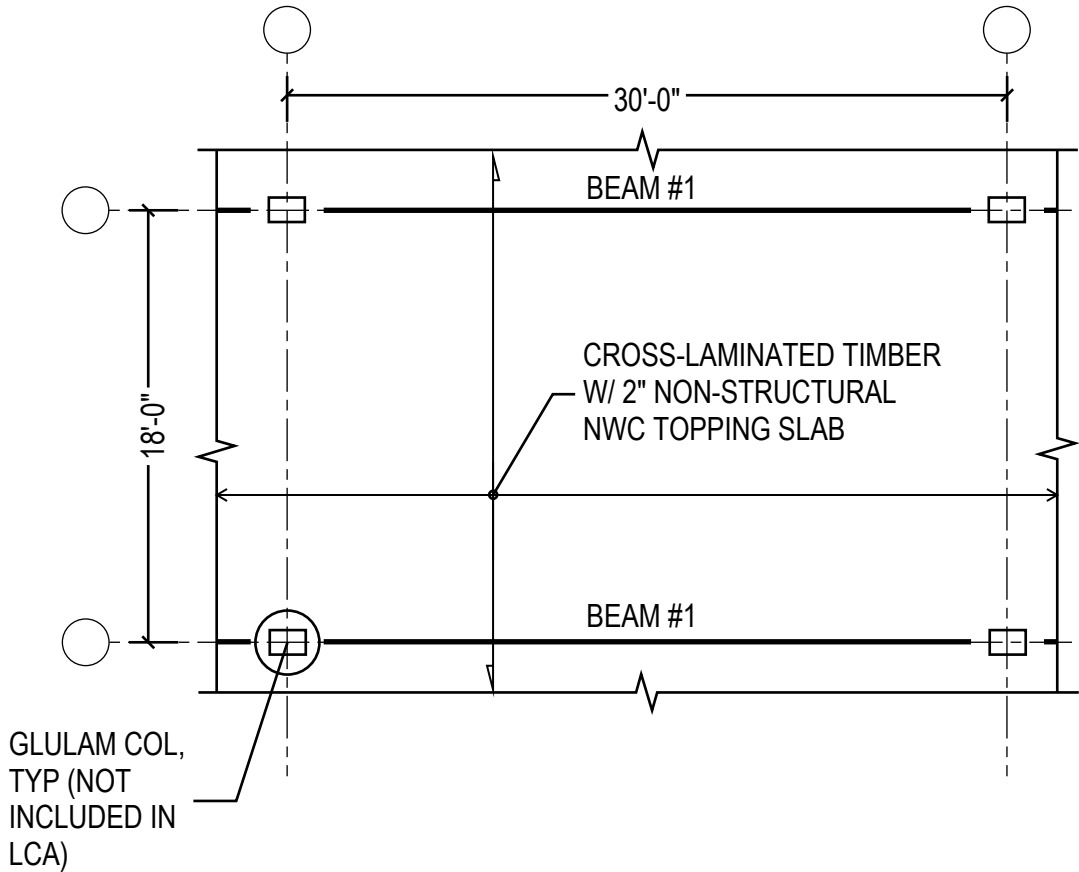 30'-0"
BEAM #1
CROSS-LAMINATED TIMBER
W/ 2" NON-STRUCTURAL
NWC TOPPING SLAB
18'-0"
BEAM #1
GLULAM COL,
TYP (NOT
INCLUDED IN
LCA)